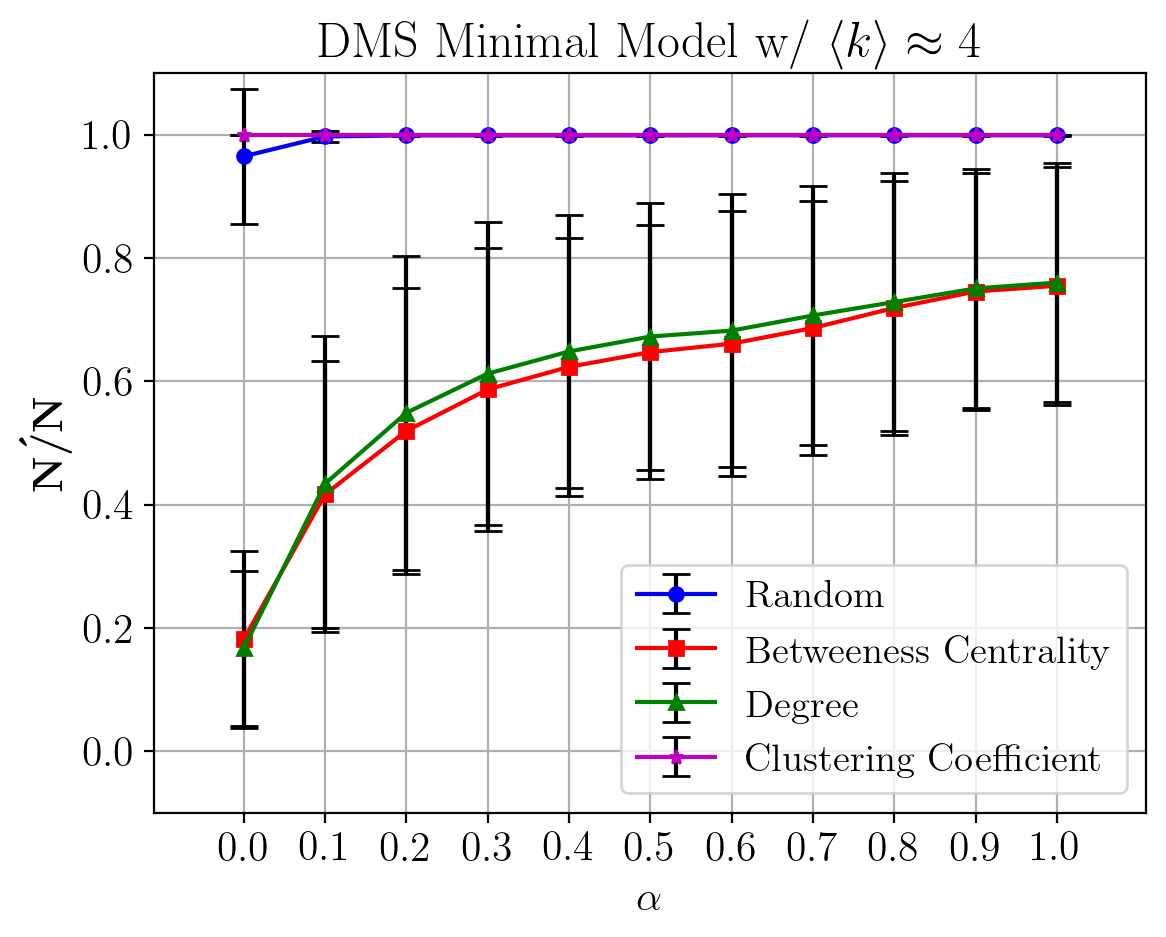 DMS Minimal Model w/ ⟨k⟩ ≈ 4
1.0
0.8
0.6
0.4
0.2
0.0
N´/N
Random
Betweeness Centrality
Degree
Clustering Coefficient
0.0 0.1 0.2 0.3 0.4 0.5 0.6 0.7 0.8 0.9 1.0
α